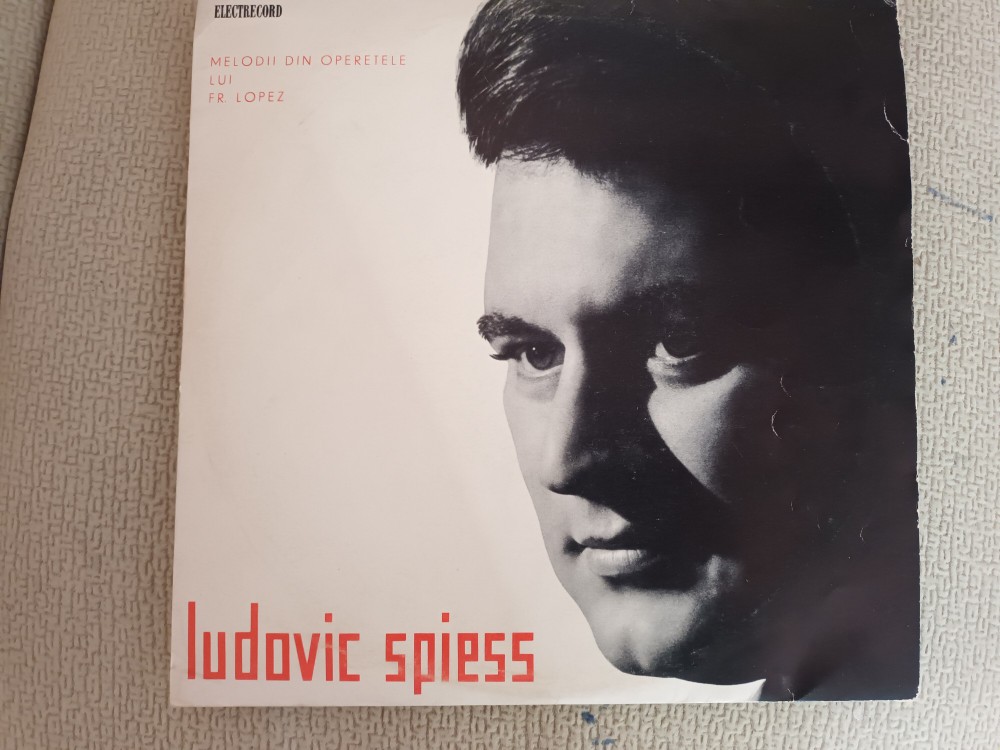 ELECTRECORD
MELODII DIN OPERETELE
LUI
FR. LOPEZ
ludovic spiess